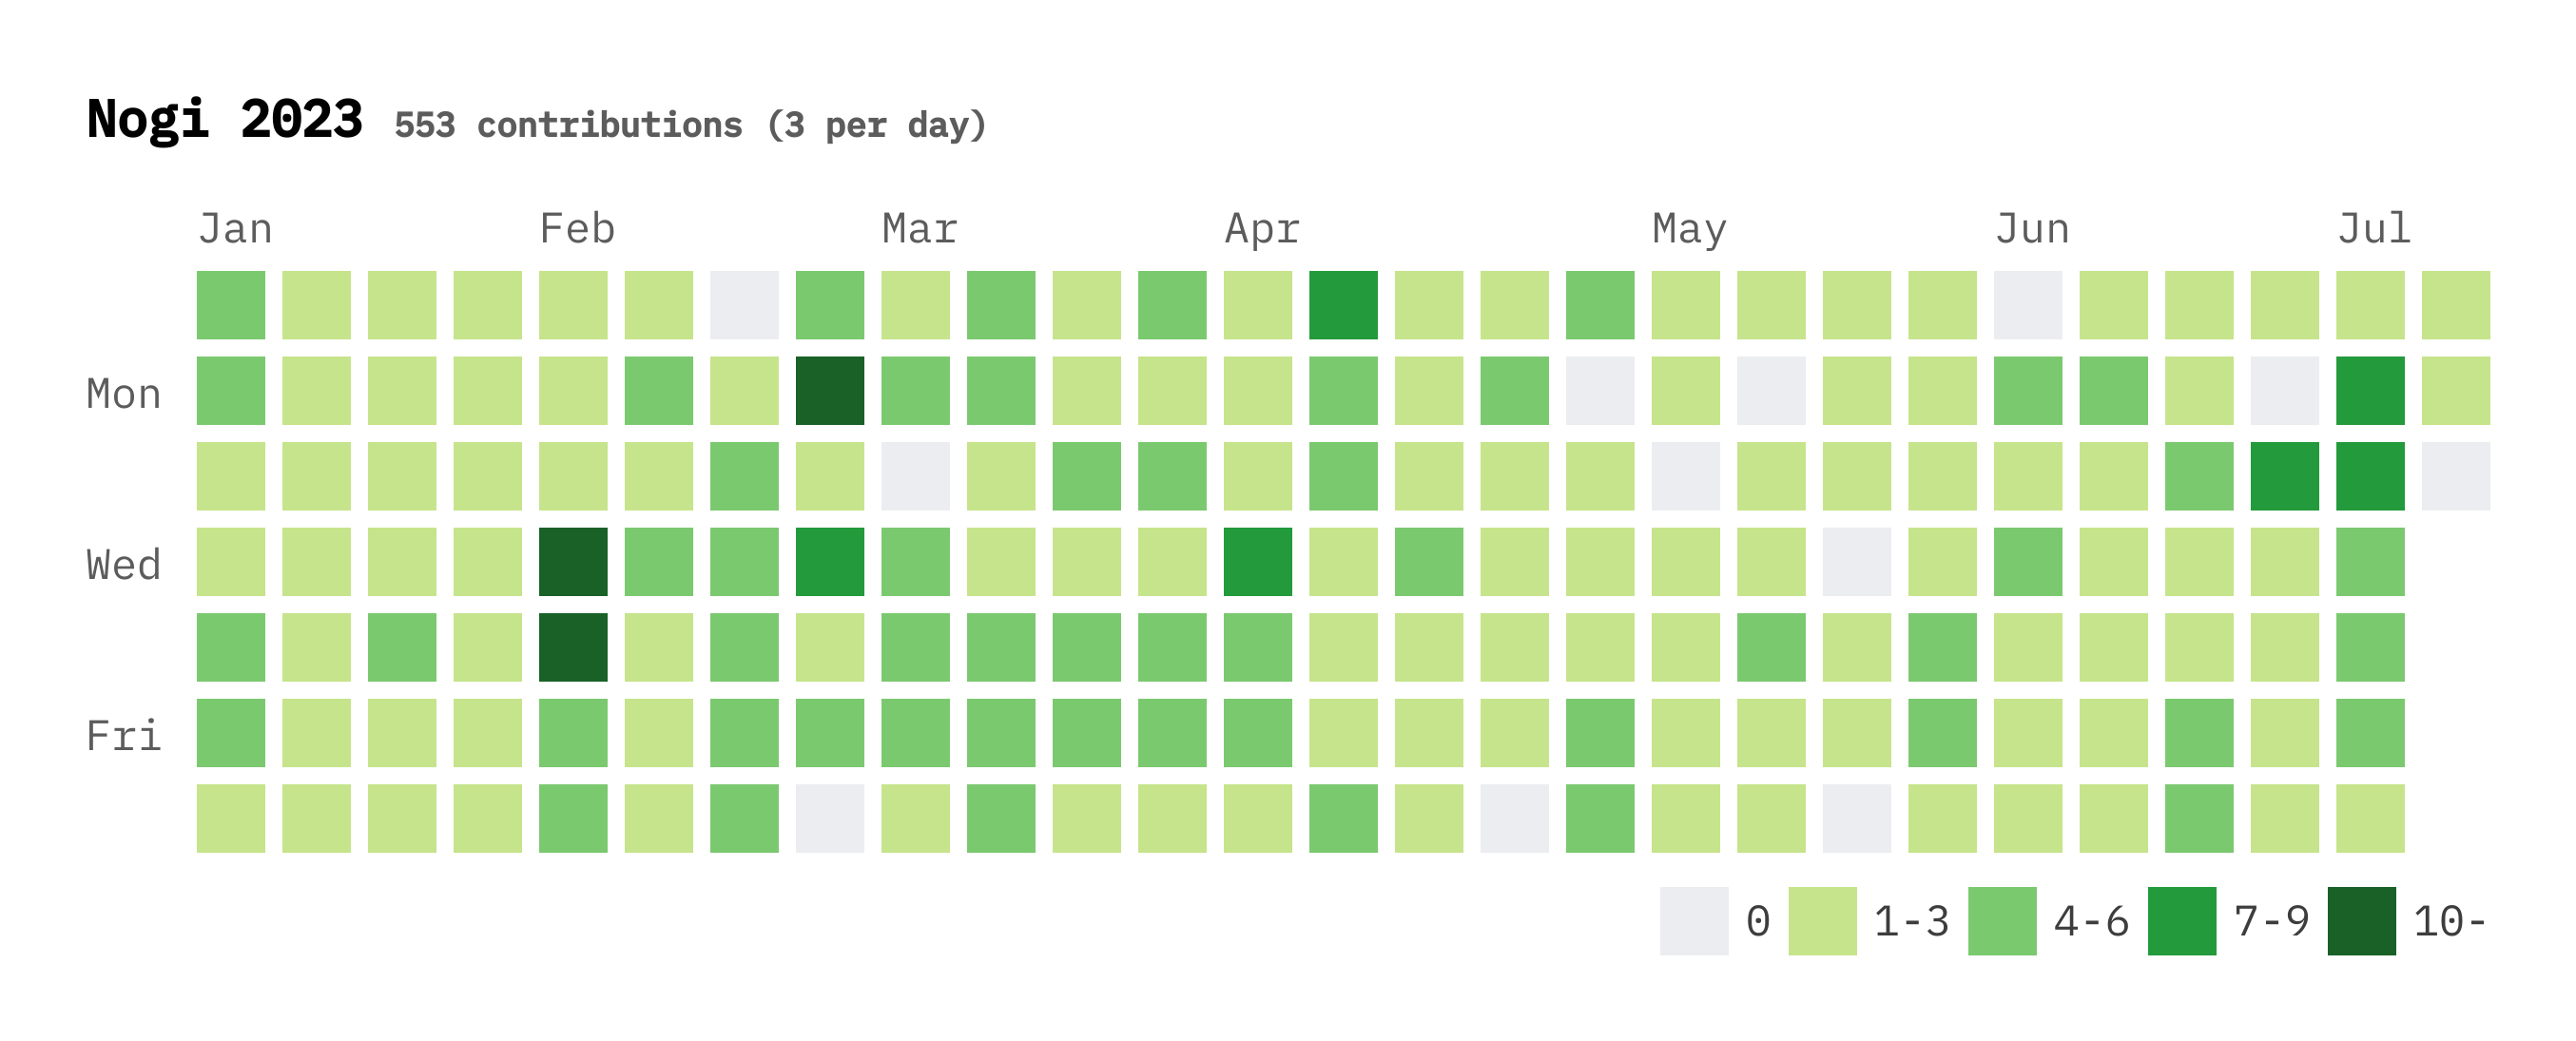 Nogi 2023 553 contributions (3 per day)
Jan Feb Mar Apr May Jun Jul
Mon
Wed
Fri
0 1-3 4-6 7-9 10-